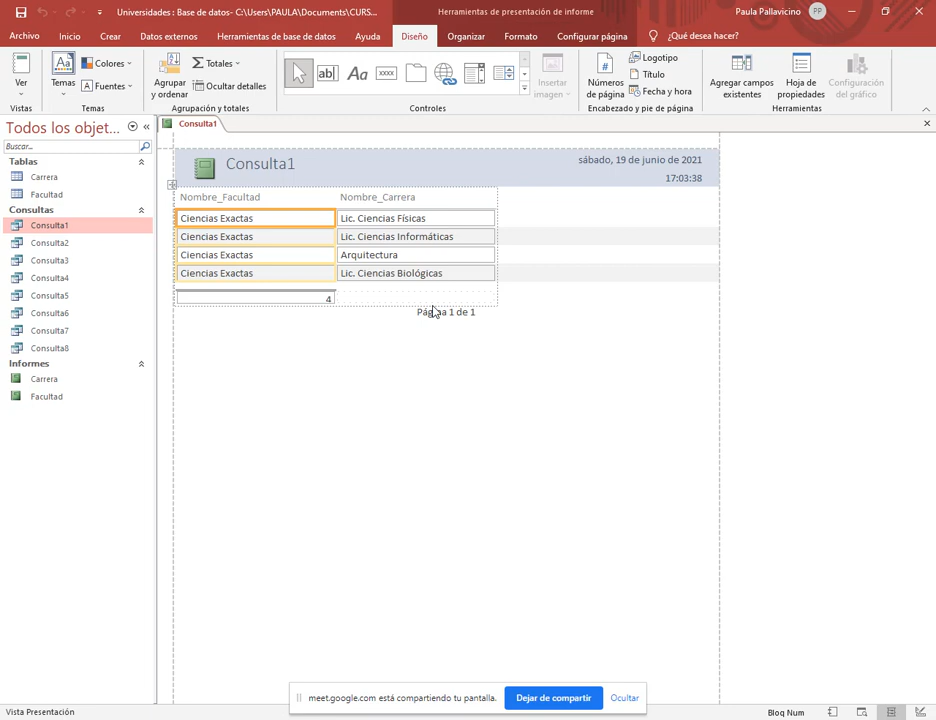 Universidades : Base de datos- C:\Users\PAULA\Documents\CURS...
Herramientas de presentación de informe
Paula Pallavicino
PP
Archivo
Inicio
Crear
Datos externos
Herramientas de base de datos
Ayuda
Diseño
Organizar
Formato
Configurar página
¿Qué desea hacer?
Ver
Vistas
Aa
Temas
Colores
A Fuentes
Temas
Agrupar y ordenar
Σ Totales
Ocultar detalles
Agrupación y totales
ab|
Aa
XXXX
Controles
Insertar imagen
#
Números de página
Logotipo
Título
Fecha y hora
Encabezado y pie de página
Agregar campos existentes
Hoja de propiedades
Herramientas
Configuración del gráfico
Todos los objet...
Buscar...
Tablas
Carrera
Facultad
Consultas
Consulta1
Consulta2
Consulta3
Consulta4
Consulta5
Consulta6
Consulta7
Consulta8
Informes
Carrera
Facultad
Consulta1
Consulta1
sábado, 19 de junio de 2021
17:03:38
Nombre_Facultad Nombre_Carrera
Ciencias Exactas Lic. Ciencias Físicas
Ciencias Exactas Lic. Ciencias Informáticas
Ciencias Exactas Arquitectura
Ciencias Exactas Lic. Ciencias Biológicas
4
Página 1 de 1
meet.google.com está compartiendo tu pantalla.
Dejar de compartir
Ocultar
Vista Presentación
Bloq Num